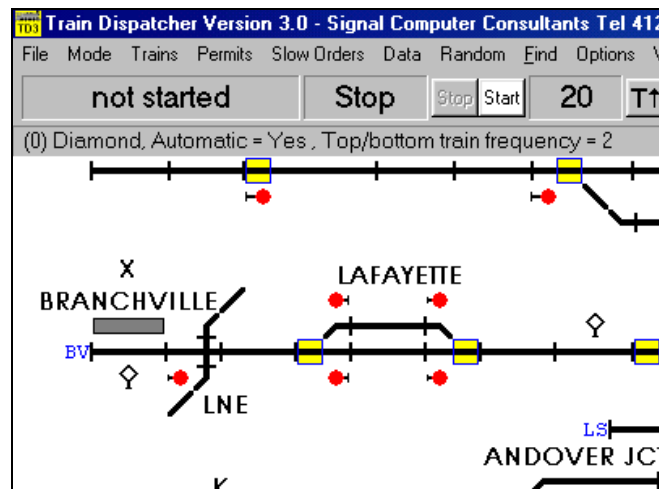 TD3 Train Dispatcher Version 3.0 - Signal Computer Consultants Tel 412
File Mode Trains Permits Slow Orders Data Random Find Options
not started Stop Stop Start 20 T↑
(0) Diamond, Automatic = Yes , Top/bottom train frequency = 2
X
LAFAYETTE
BRANCHVILLE
BV
LNE
LS
ANDOVER JCT
K